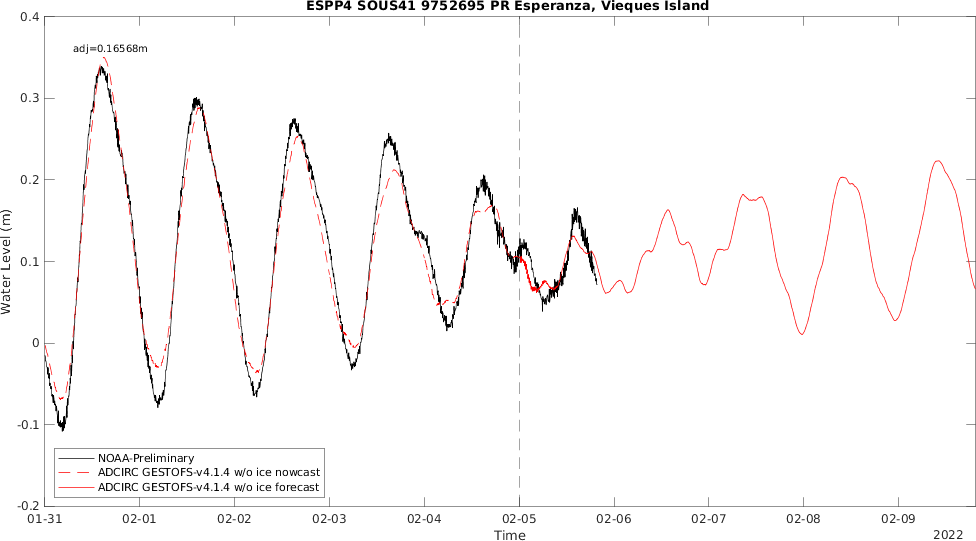 ESPP4 SOUS41 9752695 PR Esperanza, Vieques Island
adj=0.16568m
0.4
0.3
0.2
0.1
0
-0.1
-0.2
Water Level (m)
NOAA-Preliminary
ADCIRC GESTOFS-v4.1.4 w/o ice nowcast
ADCIRC GESTOFS-v4.1.4 w/o ice forecast
01-31 02-01 02-02 02-03 02-04 02-05 02-06 02-07 02-08 02-09
Time
2022